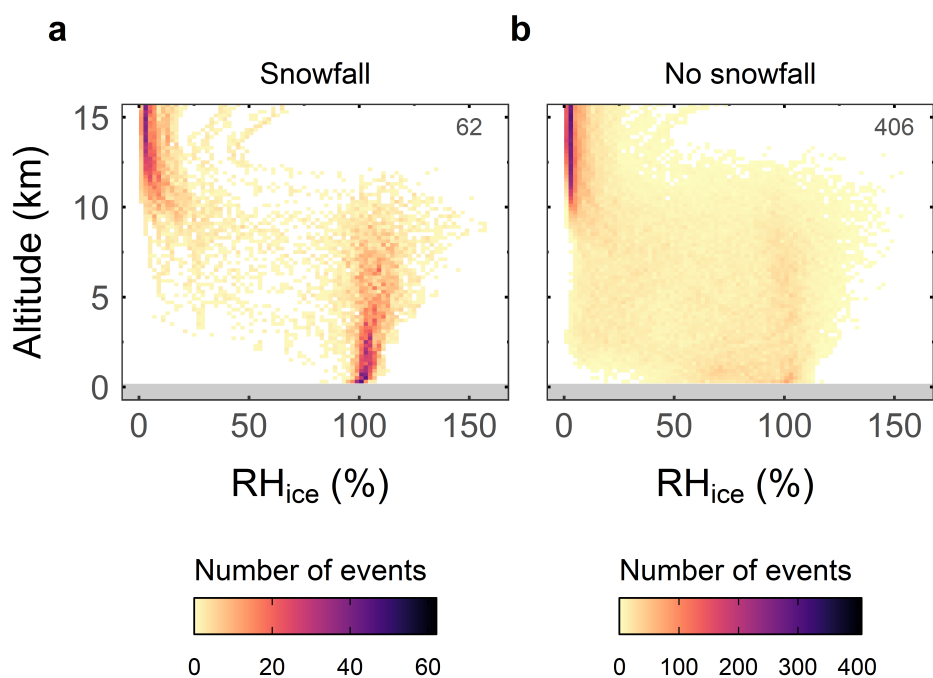 a
b
Snowfall
No snowfall
62
406
Altitude (km)
15
10
5
0
0 50 100 150
0 50 100 150
RHice (%)
RHice (%)
Number of events
Number of events
0 20 40 60
0 100 200 300 400